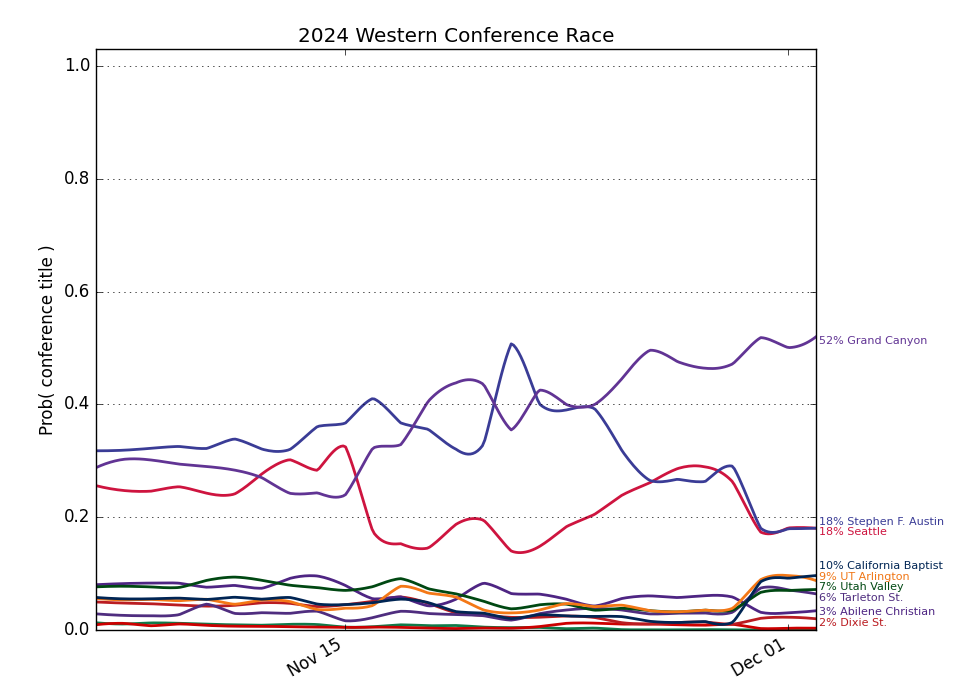 2024 Western Conference Race
1.0
0.8
0.6
0.4
0.2
0.0
Prob( conference title )
Nov 15
Dec 01
52% Grand Canyon
18% Stephen F. Austin
18% Seattle
10% California Baptist
9% UT Arlington
7% Utah Valley
6% Tarleton St.
3% Abilene Christian
2% Dixie St.